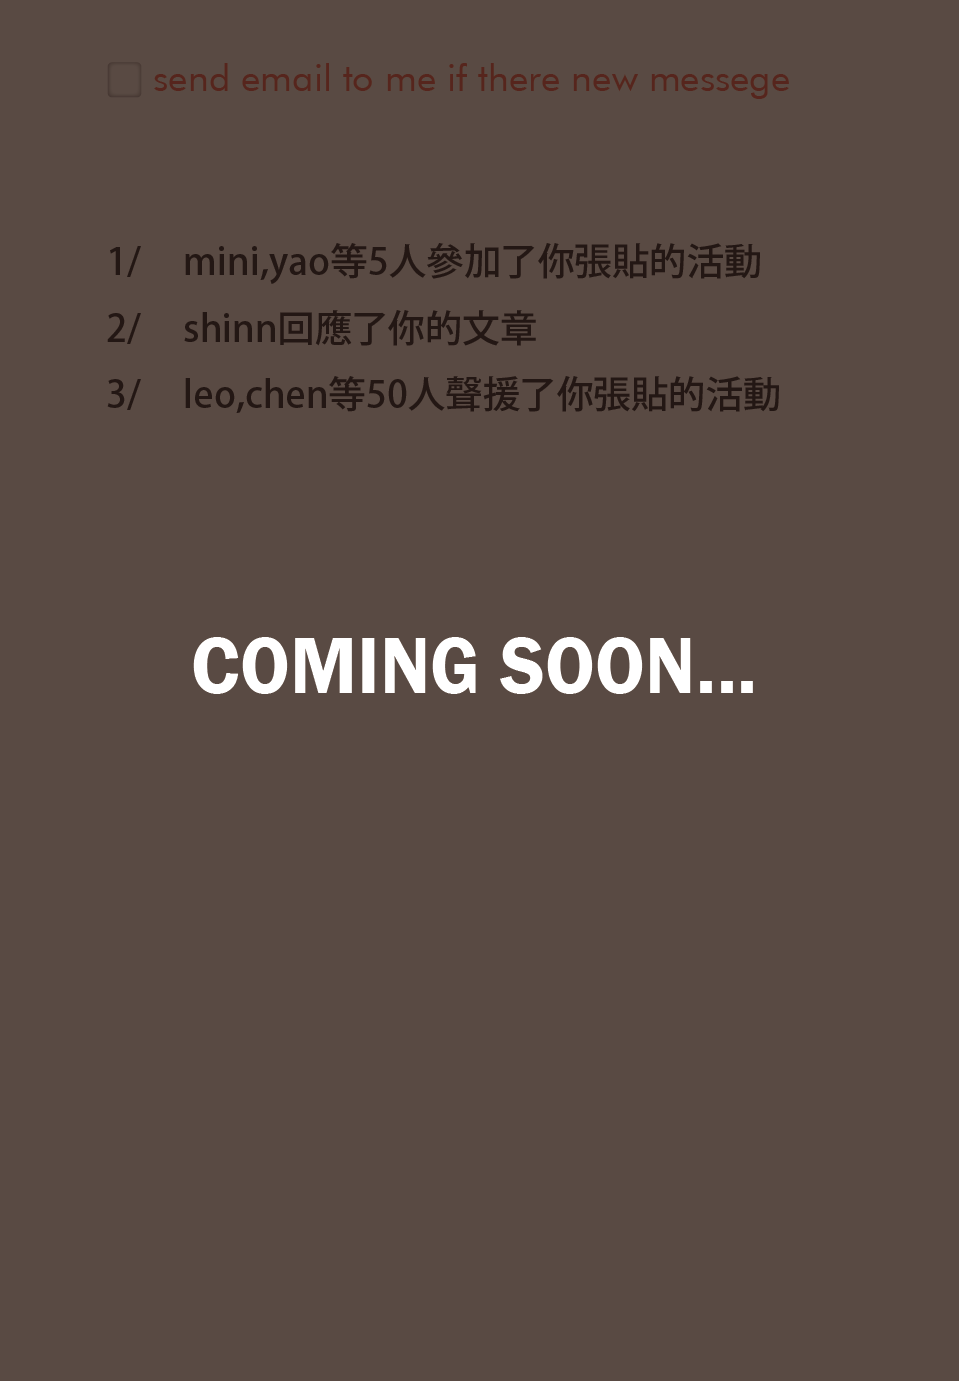 send email to me if there new messege
1/ mini,yao等5人參加了你張貼的活動
2/ shinn回應了你的文章
3/ leo,chen等50人聲援了你張貼的活動
COMING SOON...